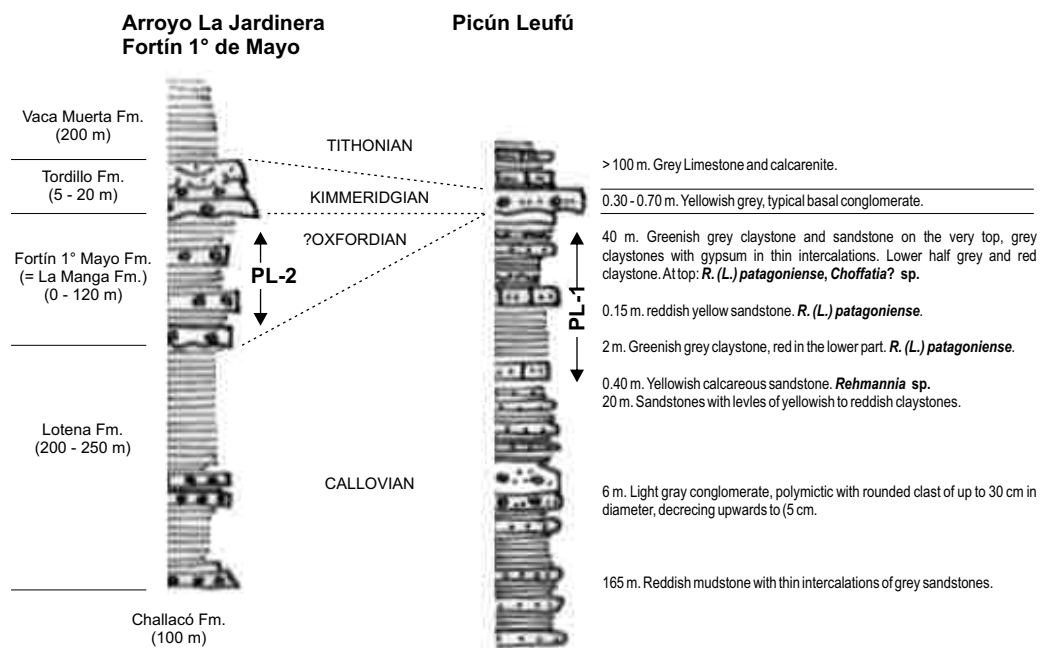 Arroyo La Jardinera
Fortín 1° de Mayo
Picún Leufú
Vaca Muerta Fm.
(200 m)
Tordillo Fm.
(5 - 20 m)
Fortín 1° Mayo Fm.
(= La Manga Fm.)
(0 - 120 m)
Lotena Fm.
(200 - 250 m)
Challacó Fm.
(100 m)
PL-2
TITHONIAN
KIMMERIDGIAN
?OXFORDIAN
CALLOVIAN
PL-1
> 100 m. Grey Limestone and calcarenite.
0.30 - 0.70 m. Yellowish grey, typical basal conglomerate.
40 m. Greenish grey claystone and sandstone on the very top, grey
claystones with gypsum in thin intercalations. Lower half grey and red
claystone. At top: R. (L.) patagoniense, Choffatia? sp.
0.15 m. reddish yellow sandstone. R. (L.) patagoniense.
2 m. Greenish grey claystone, red in the lower part. R. (L.) patagoniense.
0.40 m. Yellowish calcareous sandstone. Rehmannia sp.
20 m. Sandstones with levles of yellowish to reddish claystones.
6 m. Light gray conglomerate, polymictic with rounded clast of up to 30 cm in
diameter, decrecing upwards to (5 cm.
165 m. Reddish mudstone with thin intercalations of grey sandstones.